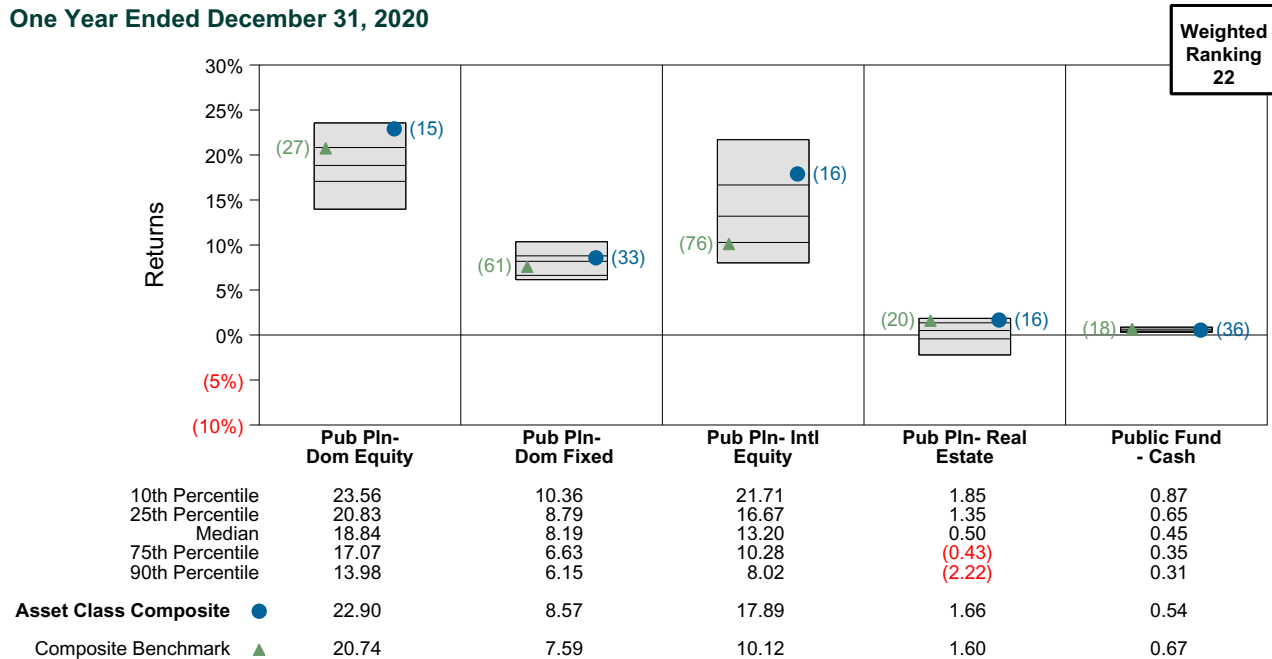 One Year Ended December 31, 2020
Weighted
Ranking
22
Returns
30%
25%
20%
15%
10%
5%
0%
(5%)
(10%)
(27)
(15)
(61)
(33)
(76)
(16)
(20)
(16)
(18)
(36)
Pub Pln-
Dom Equity
Pub Pln-
Dom Fixed
Pub Pln- Intl
Equity
Pub Pln- Real
Estate
Public Fund
- Cash
10th Percentile 23.56 10.36 21.71 1.85 0.87
25th Percentile 20.83 8.79 16.67 1.35 0.65
Median 18.84 8.19 13.20 0.50 0.45
75th Percentile 17.07 6.63 10.28 (0.43) 0.35
90th Percentile 13.98 6.15 8.02 (2.22) 0.31
Asset Class Composite 22.90 8.57 17.89 1.66 0.54
Composite Benchmark 20.74 7.59 10.12 1.60 0.67